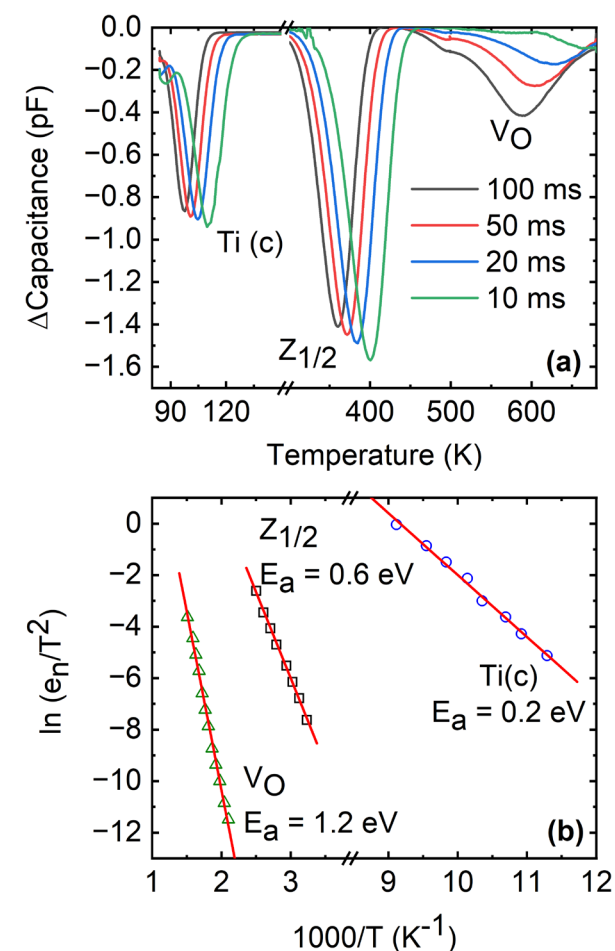 0.0
−0.2
−0.4
−0.6
−0.8
−1.0
−1.2
−1.4
−1.6
ΔCapacitance (pF)
Ti (c)
Z1/2
VO
100 ms
50 ms
20 ms
10 ms
(a)
90 120 400 500 600
Temperature (K)
0
−2
−4
−6
−8
−10
−12
ln (en/T2)
Z1/2
Ea = 0.6 eV
Ti(c)
Ea = 0.2 eV
VO
Ea = 1.2 eV
(b)
1 2 3 10 11 12
1000/T (K-1)